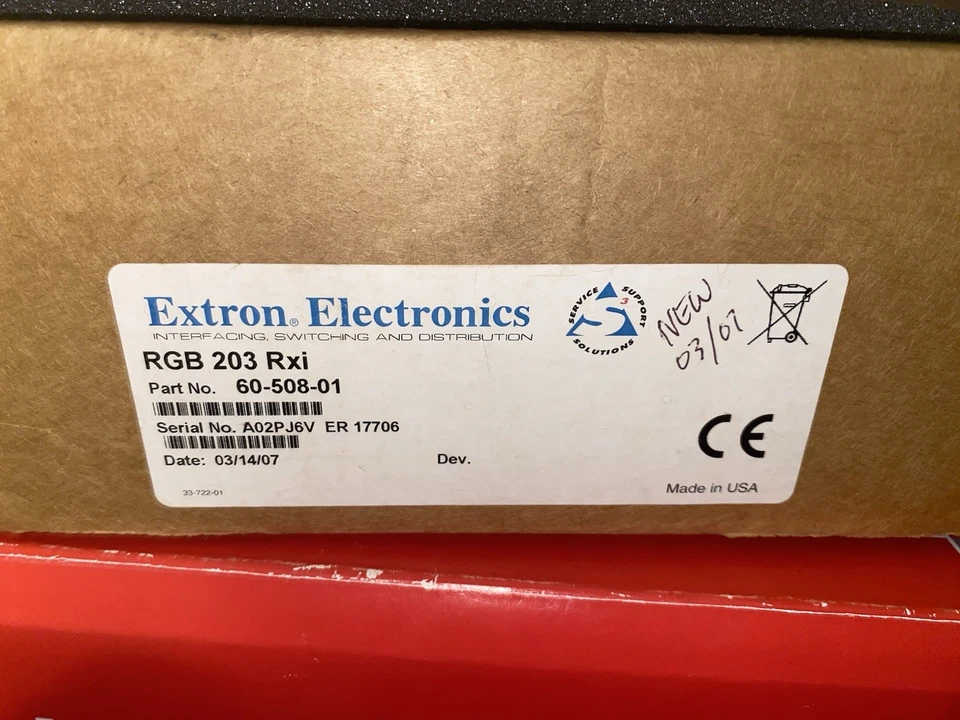 Extron® Electronics
INTERFACING, SWITCHING AND DISTRIBUTION
RGB 203 Rxi
Part No. 60-508-01
Serial No. A02PJ6V ER 17706
Date: 03/14/07
Dev.
33-722-01
SERVICE SUPPORT SOLUTIONS
S3
NEW
03/07
CE
Made in USA